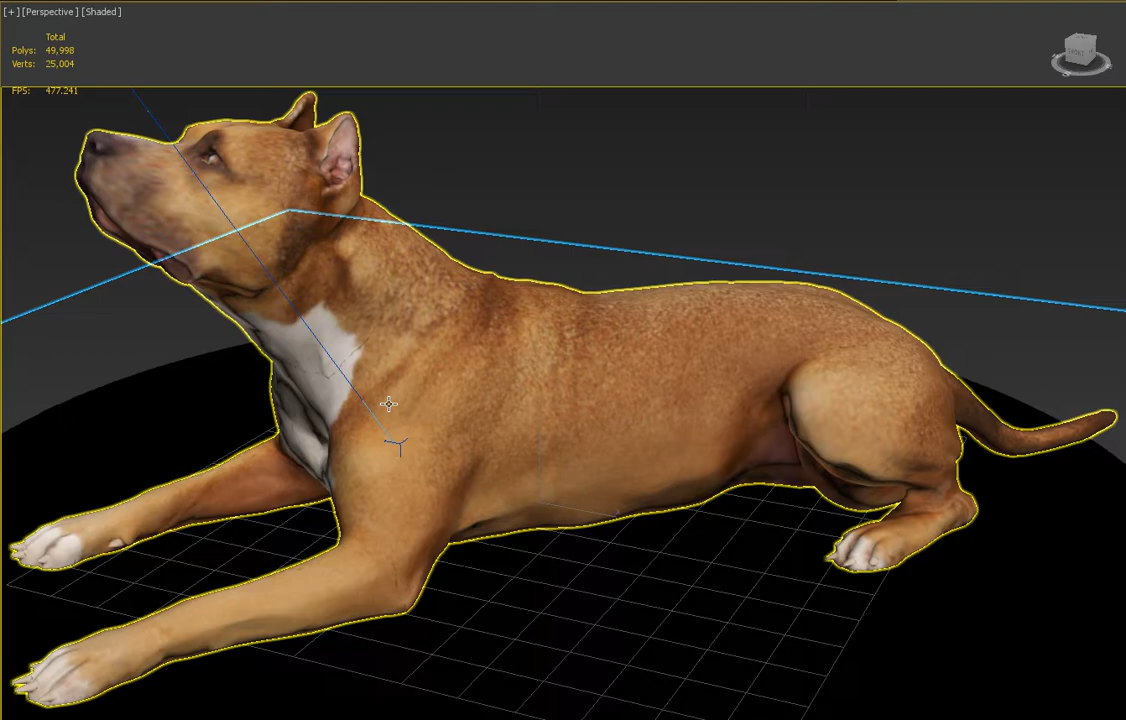 [+] [Perspective] [Shaded]
Total
Polys: 49,998
Verts: 25,004
FPS: 477.241